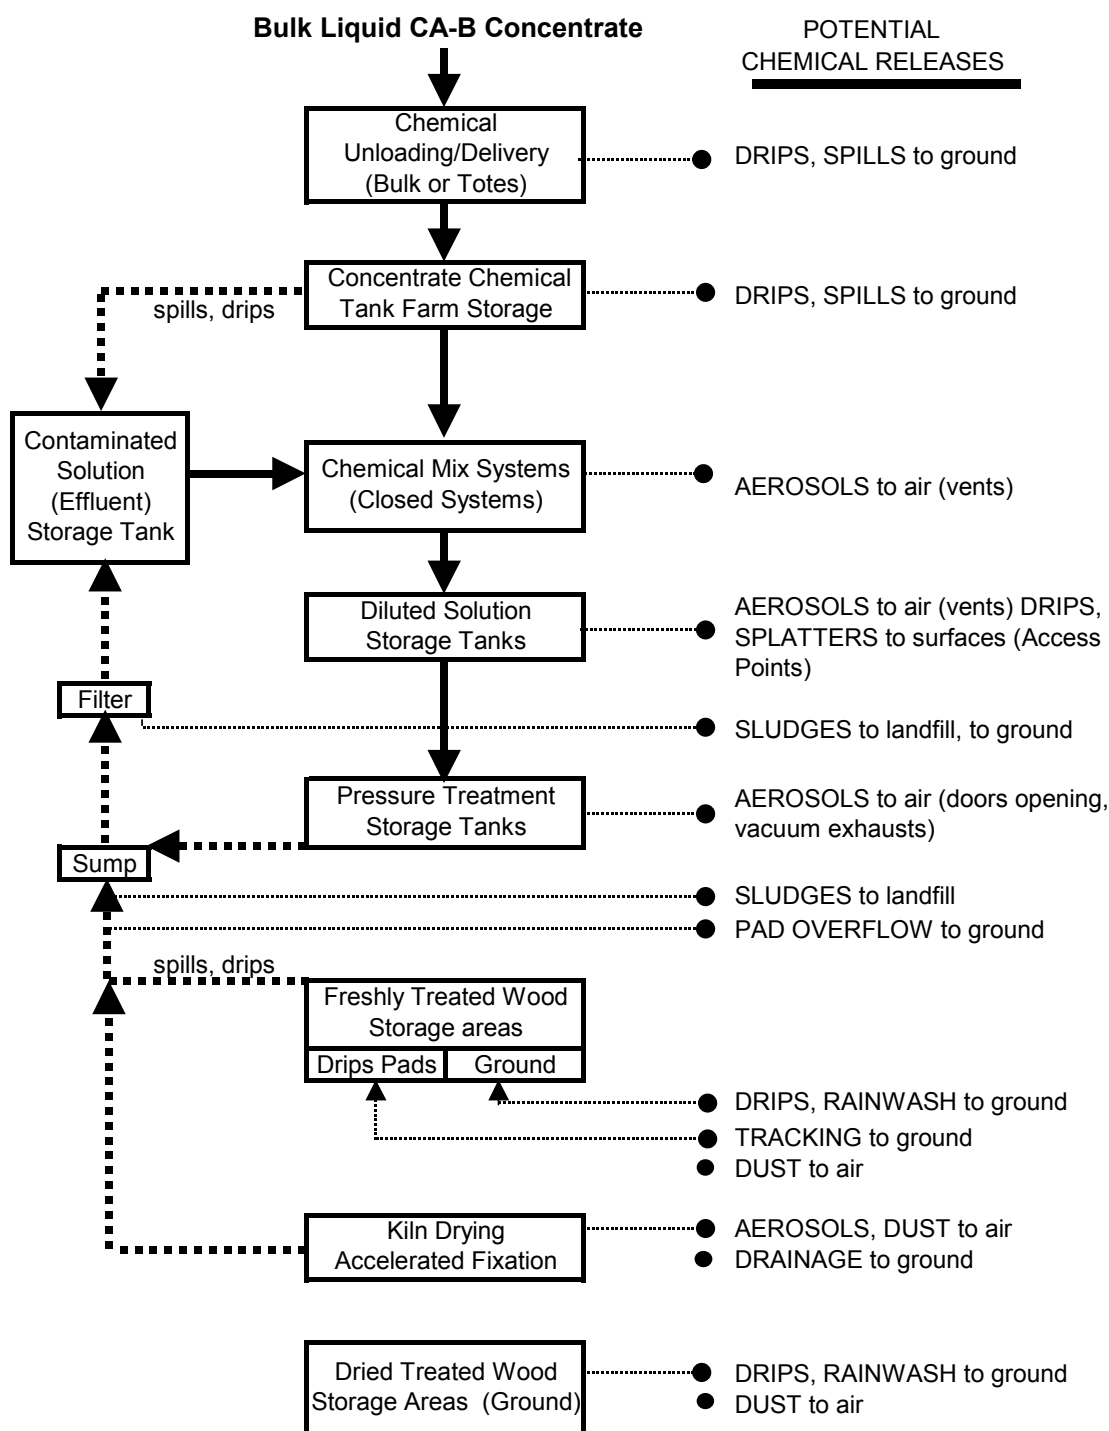 Bulk Liquid CA-B Concentrate
POTENTIAL
CHEMICAL RELEASES
Chemical
Unloading/Delivery
(Bulk or Totes)
DRIPS, SPILLS to ground
Concentrate Chemical
Tank Farm Storage
spills, drips
DRIPS, SPILLS to ground
Contaminated
Solution
(Effluent)
Storage Tank
Chemical Mix Systems
(Closed Systems)
AEROSOLS to air (vents)
Diluted Solution
Storage Tanks
AEROSOLS to air (vents) DRIPS,
SPLATTERS to surfaces (Access
Points)
Filter
SLUDGES to landfill, to ground
Pressure Treatment
Storage Tanks
AEROSOLS to air (doors opening,
vacuum exhausts)
Sump
SLUDGES to landfill
PAD OVERFLOW to ground
spills, drips
Freshly Treated Wood
Storage areas
Drips Pads
Ground
DRIPS, RAINWASH to ground
TRACKING to ground
DUST to air
Kiln Drying
Accelerated Fixation
AEROSOLS, DUST to air
DRAINAGE to ground
Dried Treated Wood
Storage Areas (Ground)
DRIPS, RAINWASH to ground
DUST to air